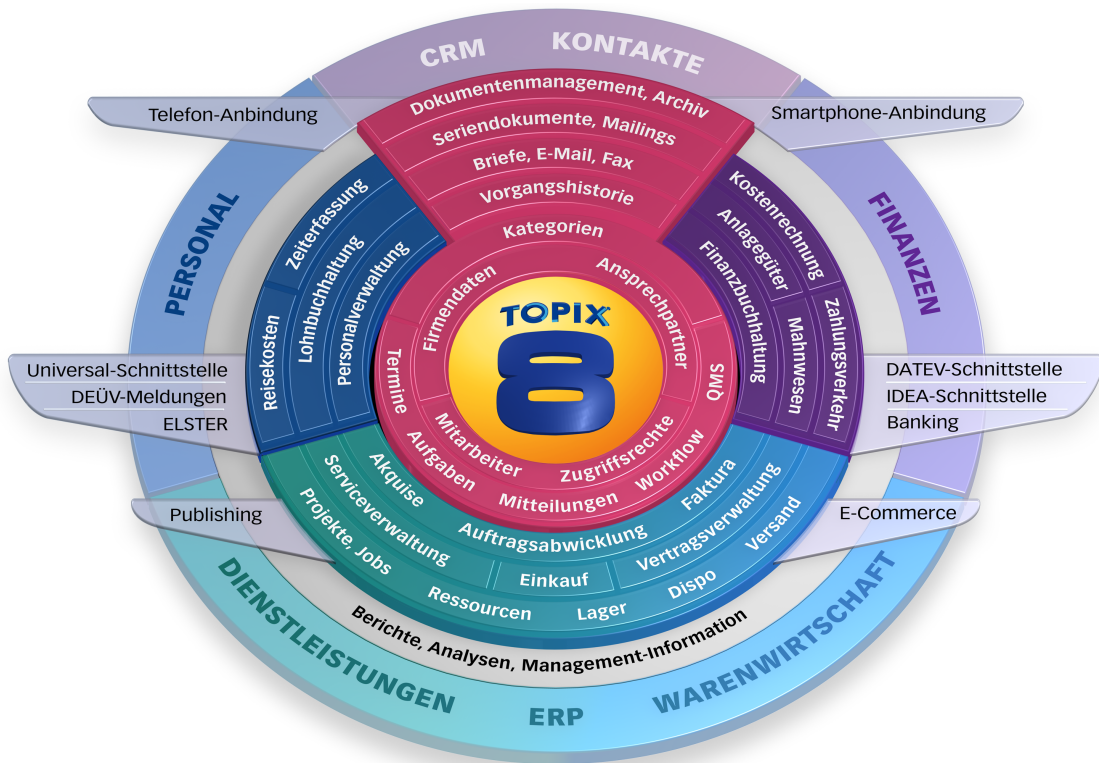 CRM KONTAKTE
Dokumentenmanagement, Archiv
Seriendokumente, Mailings
Briefe, E-Mail, Fax
Vorgangshistorie
Telefon-Anbindung
Smartphone-Anbindung
PERSONAL
Zeiterfassung
Reisekosten
Lohnbuchhaltung
Personalverwaltung
FINANZEN
Kostenrechnung
Anlagegüter
Finanzbuchhaltung
Zahlungsverkehr
Mahnwesen
Kategorien
Firmendaten
Ansprechpartner
TOPIX®
8
Termine
QMS
Mitarbeiter
Zugriffsrechte
Aufgaben
Mitteilungen
Workflow
Universal-Schnittstelle
DEÜV-Meldungen
ELSTER
DATEV-Schnittstelle
IDEA-Schnittstelle
Banking
Akquise
Auftragsabwicklung
Faktura
Serviceverwaltung
Einkauf
Vertragsverwaltung
Projekte, Jobs
Ressourcen
Lager
Dispo
Versand
Publishing
E-Commerce
Berichte, Analysen, Management-Information
DIENSTLEISTUNGEN
ERP
WARENWIRTSCHAFT